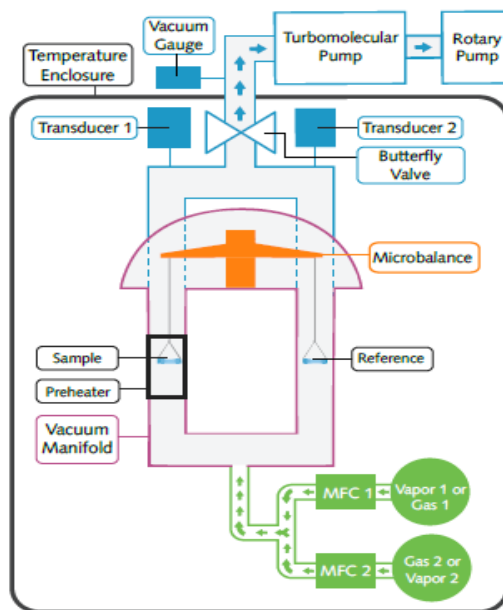 Vacuum
Gauge
Turbomolecular
Pump
Rotary
Pump
Temperature
Enclosure
Transducer 1
Transducer 2
Butterfly
Valve
Microbalance
Sample
Reference
Preheater
Vacuum
Manifold
MFC 1
Vapor 1 or
Gas 1
MFC 2
Gas 2 or
Vapor 2